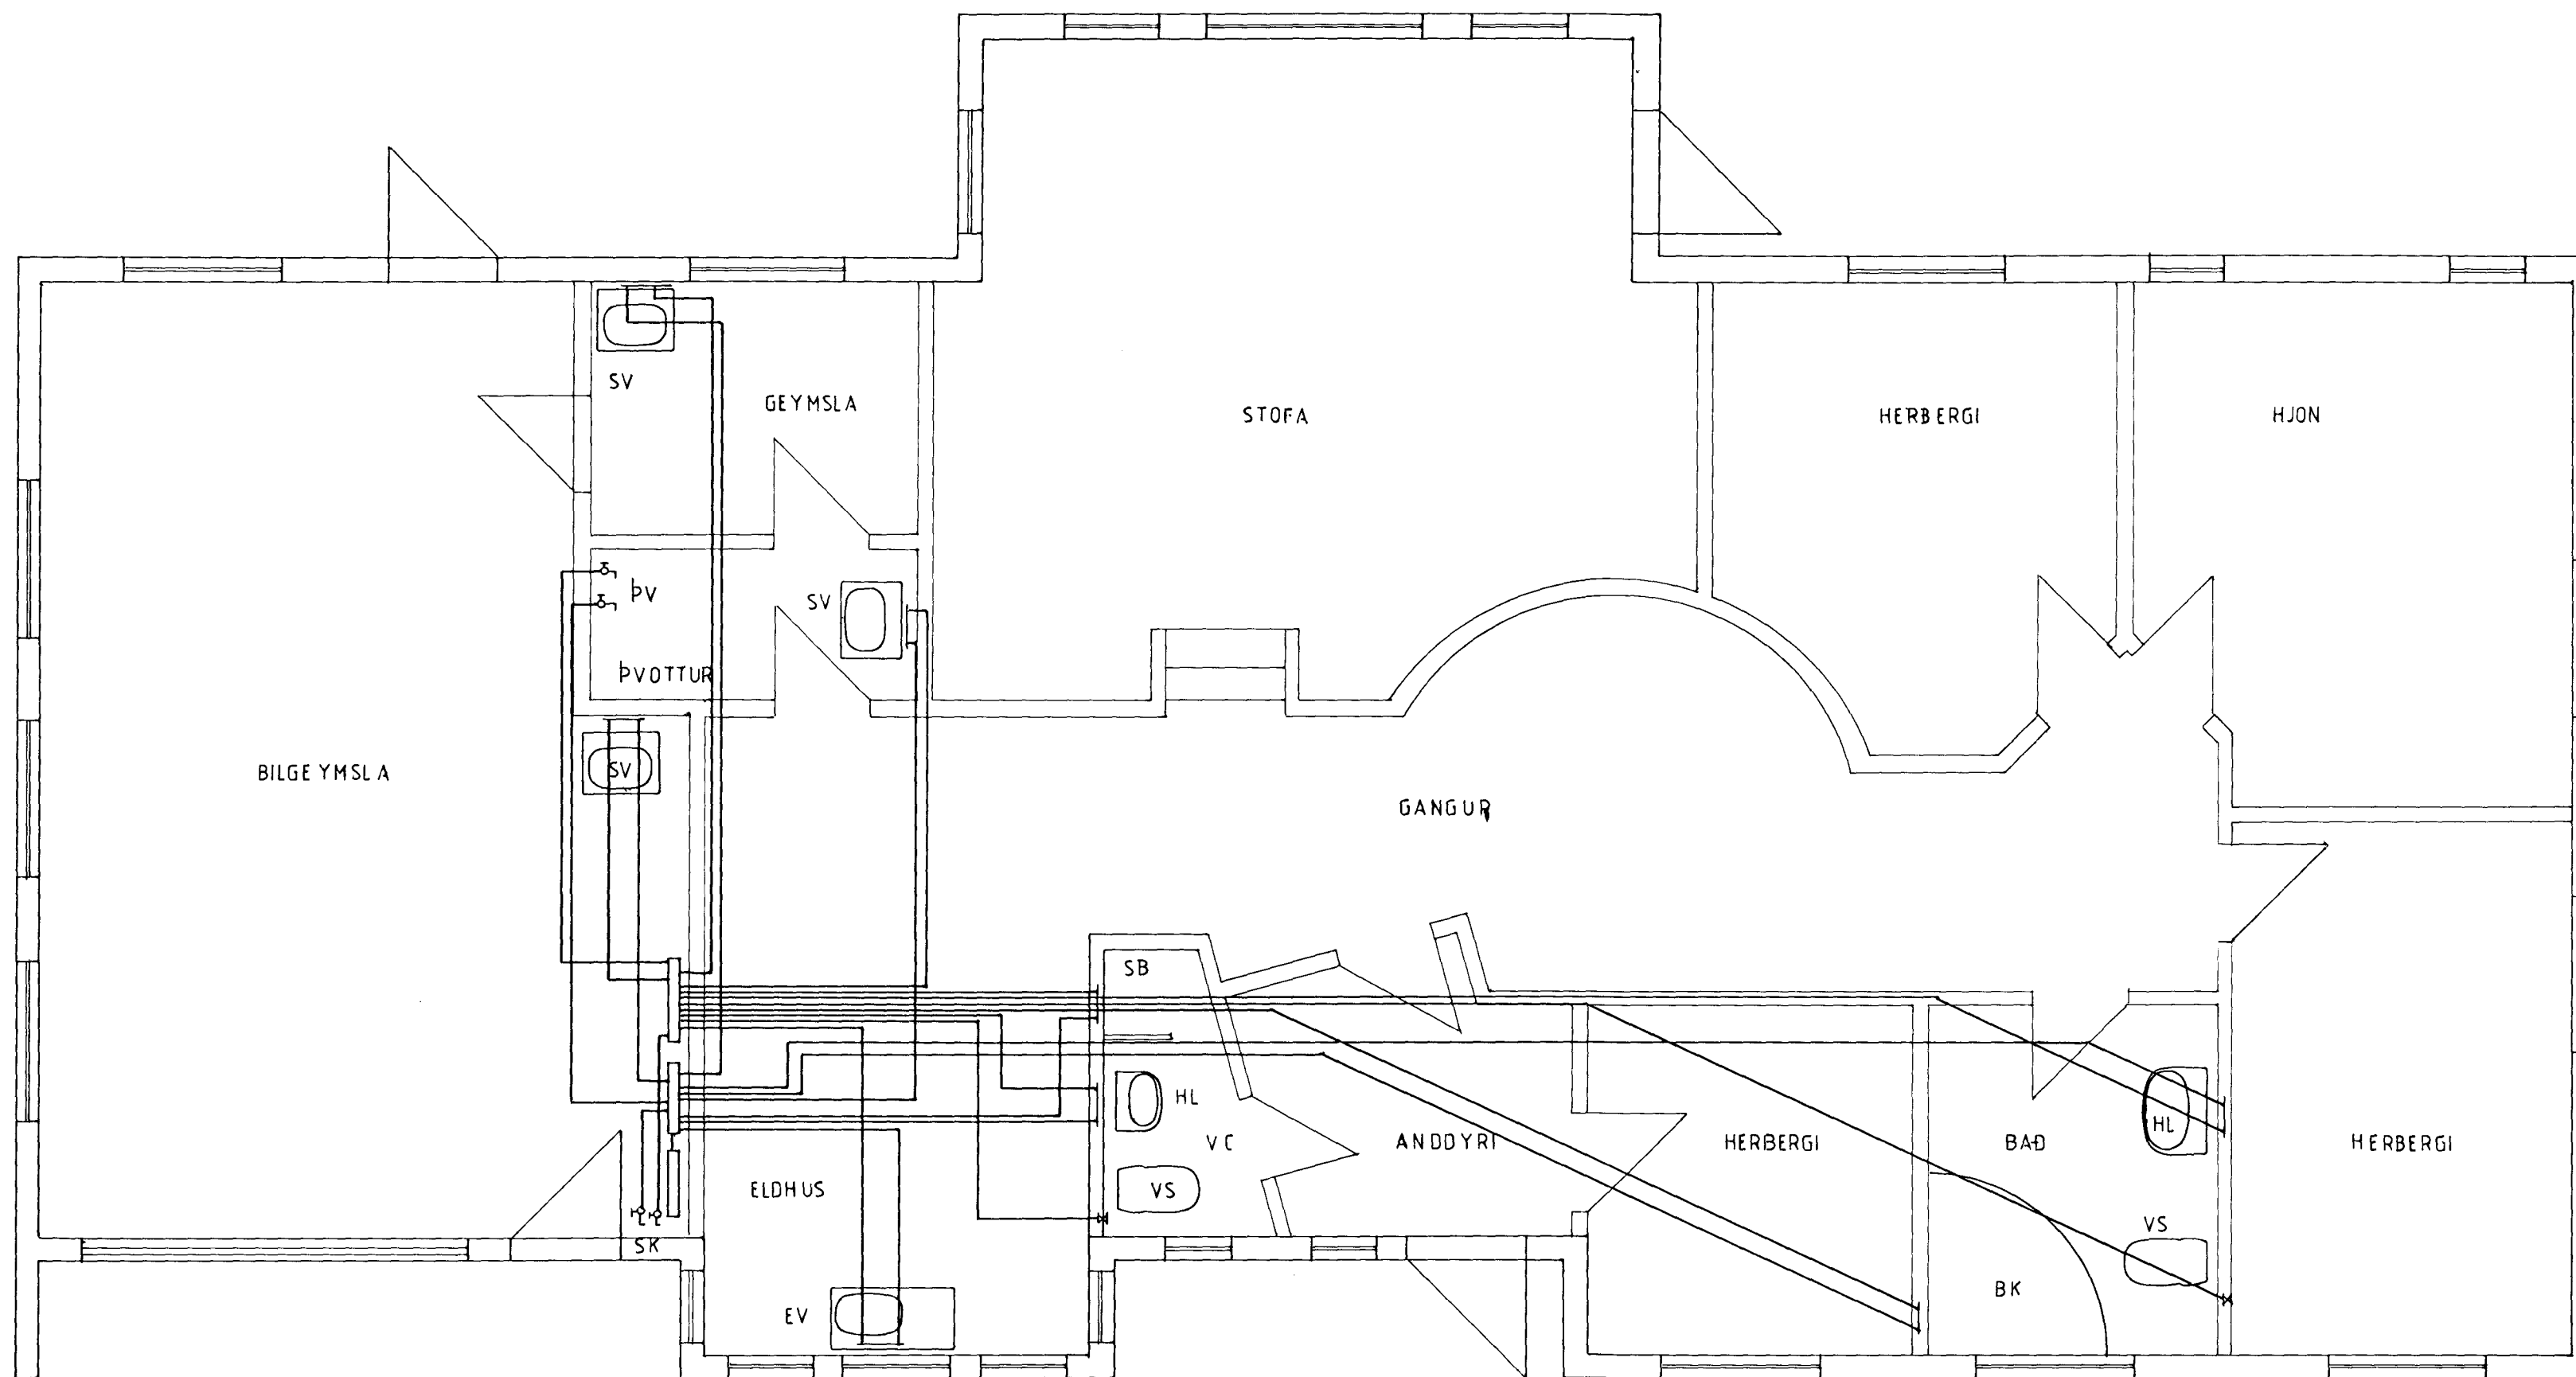 SV
GEYMSLA
STOFA
HERBERGI
HJON
ÞV
SV
ÞVOTTUR
SV
BILGEYMSLA
GANGUR
SB
HL
VC
ANDDYRI
HERBERGI
BAÐ
HL
HERBERGI
ELDHUS
VS
VS
SK
EV
BK